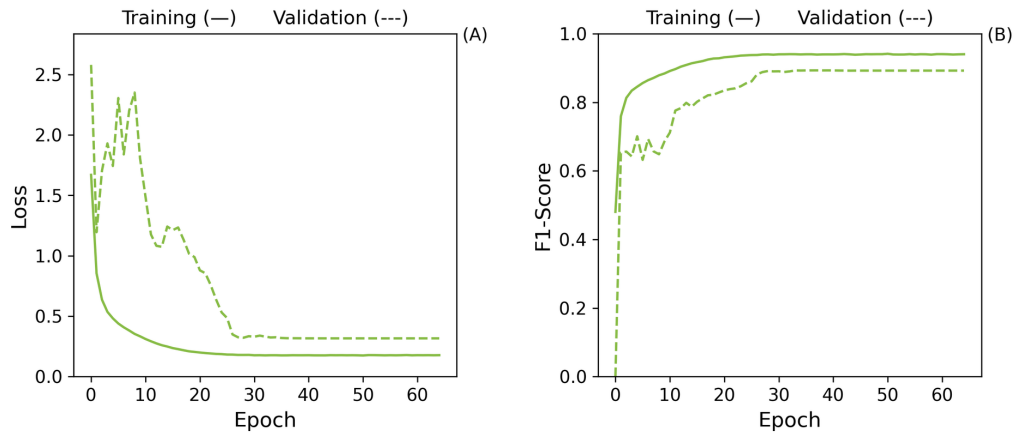 Training (—) Validation (---)
(A)
Loss
2.5
2.0
1.5
1.0
0.5
0.0
0 10 20 30 40 50 60
Epoch
Training (—) Validation (---)
(B)
F1-Score
1.0
0.8
0.6
0.4
0.2
0.0
0 10 20 30 40 50 60
Epoch